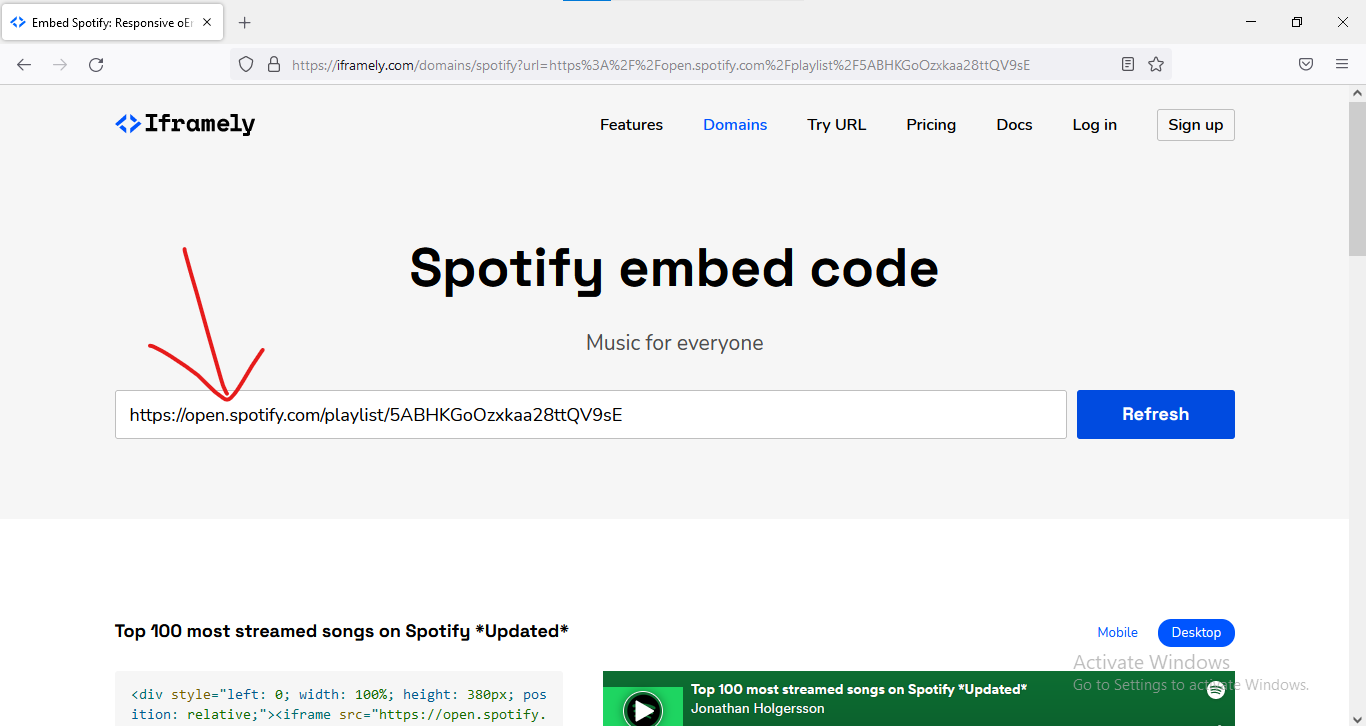 Embed Spotify: Responsive oEr
https://iframely.com/domains/spotify?url=https%3A%2F%2Fopen.spotify.com%2Fplaylist%2F5ABHKGoOzxkaa28ttQV9sE
Iframely
Features Domains Try URL Pricing Docs Log in Sign up
Spotify embed code
Music for everyone
https://open.spotify.com/playlist/5ABHKGoOzxkaa28ttQV9sE Refresh
Top 100 most streamed songs on Spotify *Updated*
Mobile Desktop
<div style="left: 0; width: 100%; height: 380px; pos
ition: relative;"><iframe src="https://open.spotify.
Top 100 most streamed songs on Spotify *Updated*
Jonathan Holgersson
Activate Windows
Go to Settings to activate Windows.